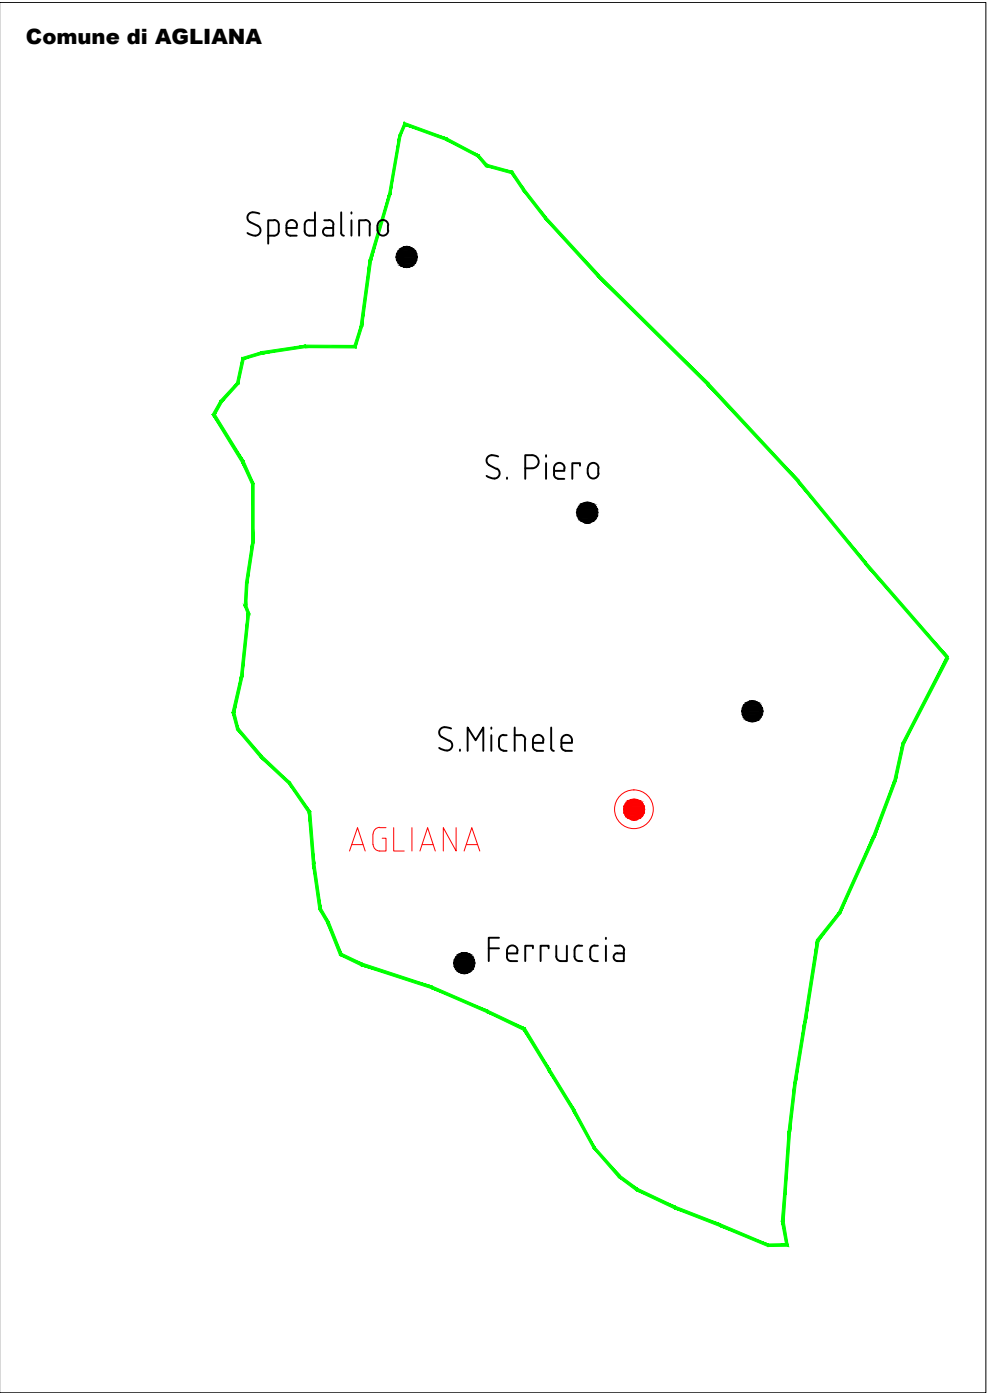 Comune di AGLIANA
Spedalino
S. Piero
S.Michele
AGLIANA
Ferruccia